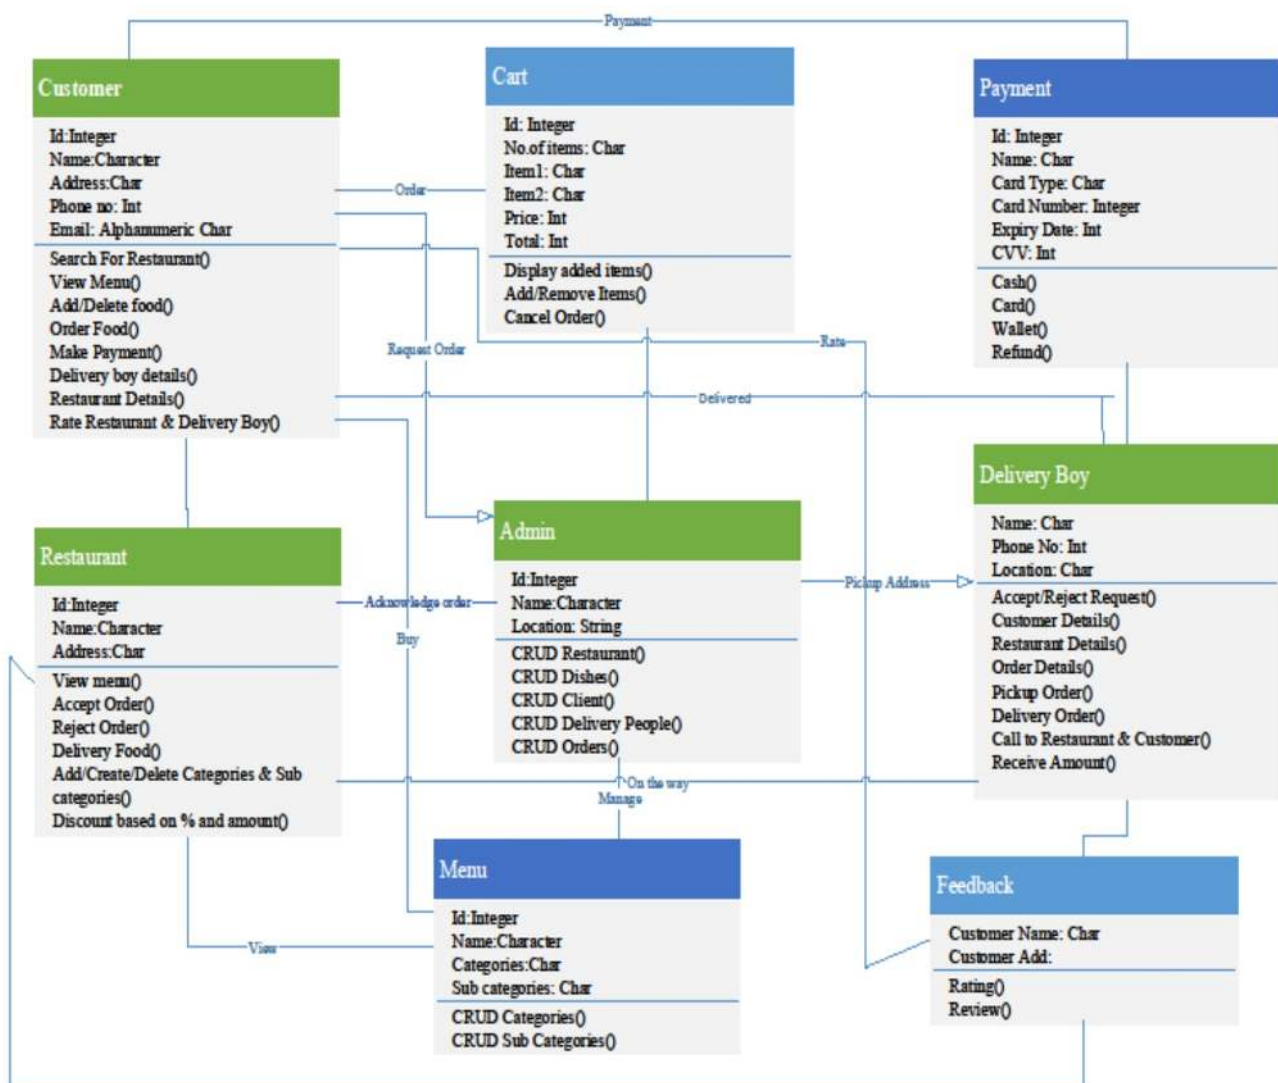 Payment
Customer
Id:Integer
Name:Character
Address:Char
Phone no: Int
Email: Alphanumeric Char
Search For Restaurant()
View Menu()
Add/Delete food()
Order Food()
Make Payment()
Delivery boy details()
Restaurant Details()
Rate Restaurant & Delivery Boy()
Cart
Id: Integer
No.of items: Char
Item1: Char
Item2: Char
Price: Int
Total: Int
Display added items()
Add/Remove Items()
Cancel Order()
Payment
Id: Integer
Name: Char
Card Type: Char
Card Number: Integer
Expiry Date: Int
CVV: Int
Cash()
Card()
Wallet()
Refund()
Order
Request Order
Rate
Delivered
Restaurant
Id:Integer
Name:Character
Address:Char
View menu()
Accept Order()
Reject Order()
Delivery Food()
Add/Create/Delete Categories & Sub
categories()
Discount based on % and amount()
Acknowledge order
Buy
Admin
Id:Integer
Name:Character
Location: String
CRUD Restaurant()
CRUD Dishes()
CRUD Client()
CRUD Delivery People()
CRUD Orders()
Pickup Address
Delivery Boy
Name: Char
Phone No: Int
Location: Char
Accept/Reject Request()
Customer Details()
Restaurant Details()
Order Details()
Pickup Order()
Delivery Order()
Call to Restaurant & Customer()
Receive Amount()
On the way
Manage
View
Menu
Id:Integer
Name:Character
Categories:Char
Sub categories: Char
CRUD Categories()
CRUD Sub Categories()
Feedback
Customer Name: Char
Customer Add:
Rating()
Review()